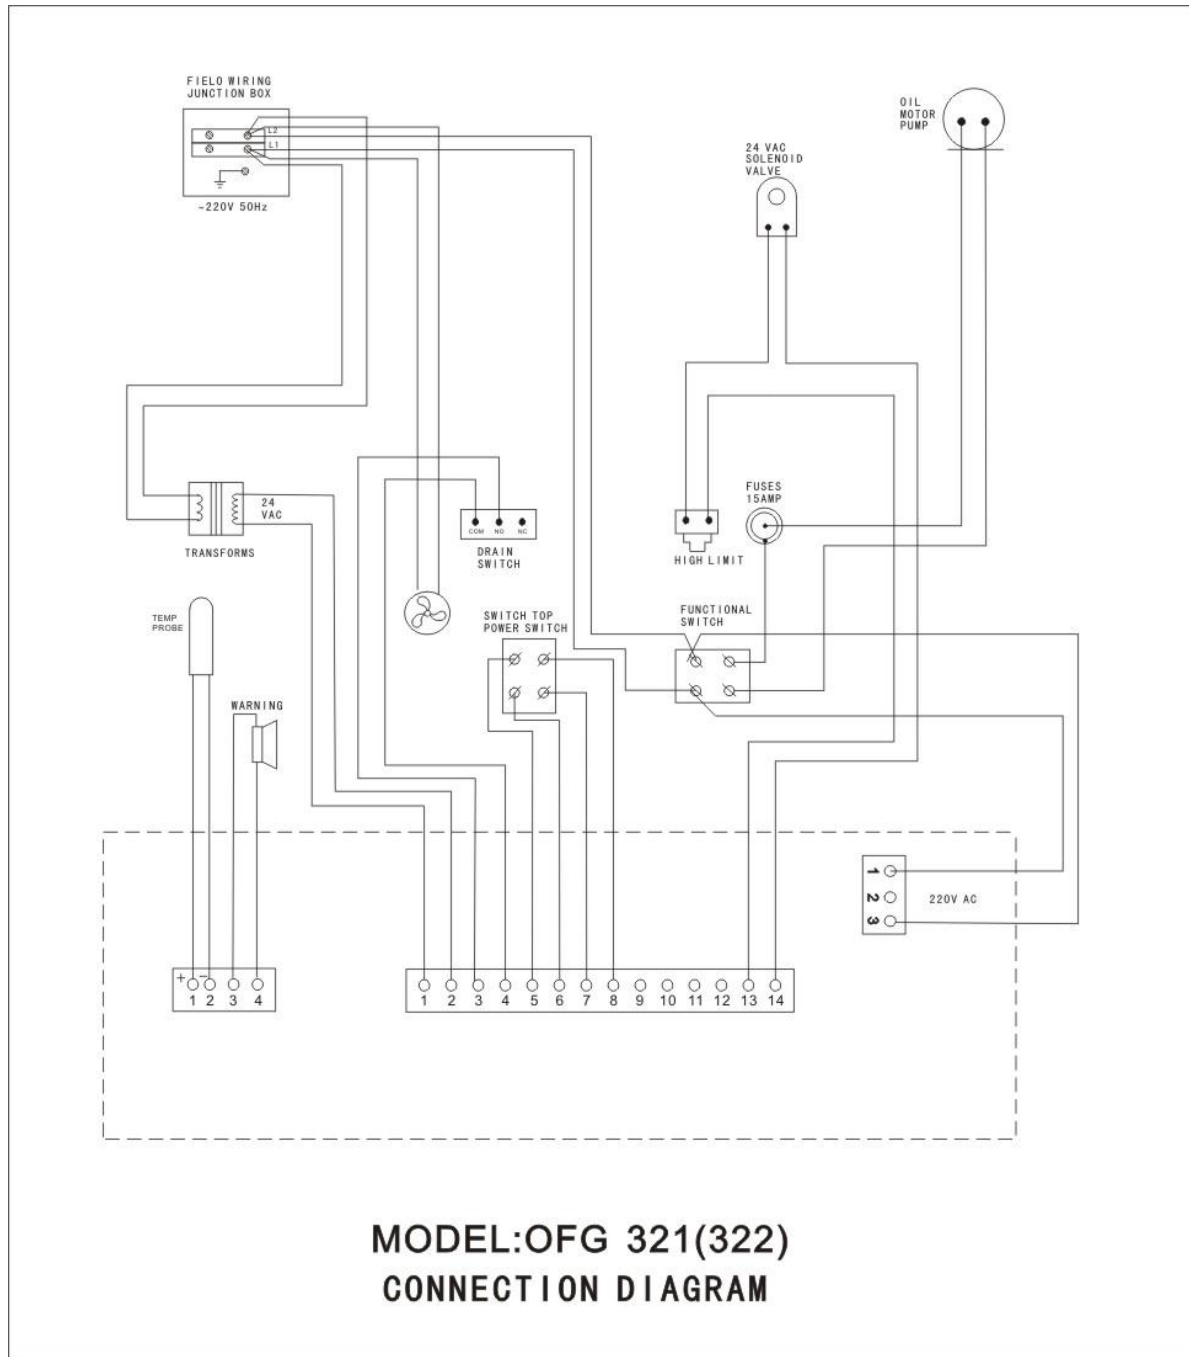 FIELO WIRING
JUNCTION BOX
L2
L1
~220V 50Hz
OIL
MOTOR
PUMP
24 VAC
SOLENOID
VALVE
24
VAC
TRANSFORMS
COM NO NC
DRAIN
SWITCH
FUSES
15AMP
HIGH LIMIT
TEMP
PROBE
SWITCH TOP
POWER SWITCH
FUNCTIONAL
SWITCH
WARNING
1
2
3
220V AC
+ −
1 2 3 4
1 2 3 4 5 6 7 8 9 10 11 12 13 14
MODEL:OFG 321(322)
CONNECTION DIAGRAM